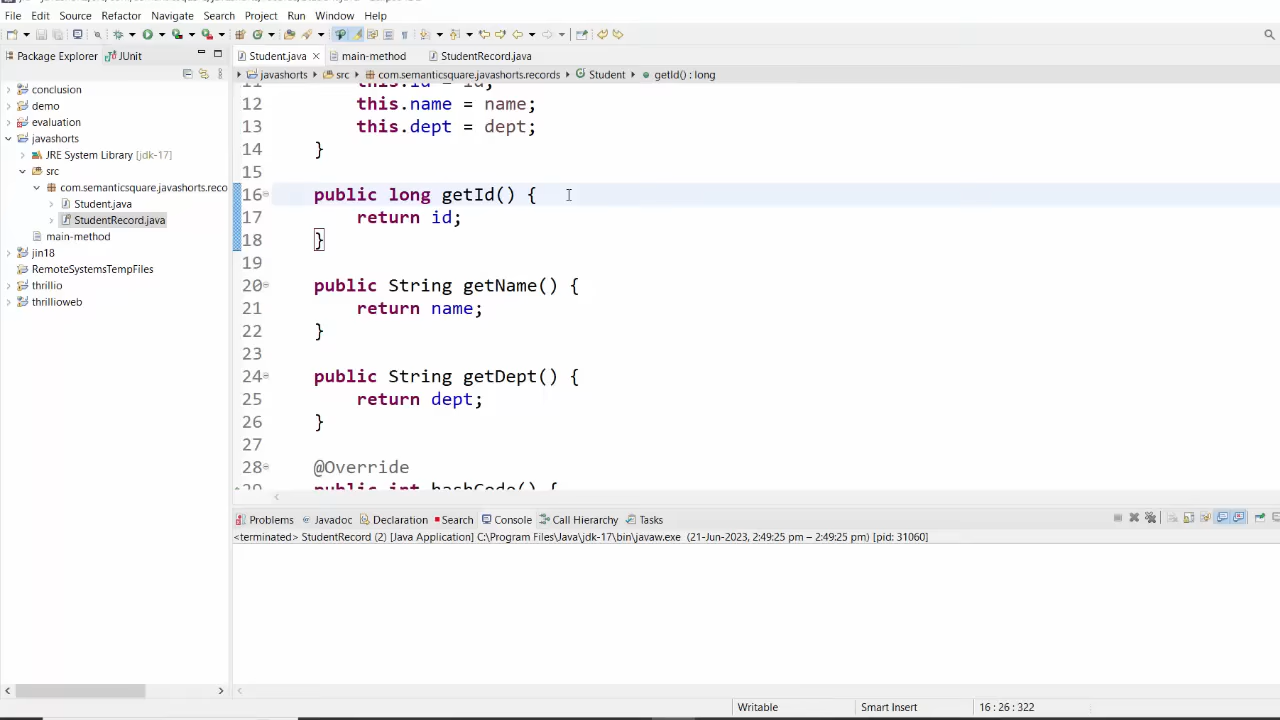 File Edit Source Refactor Navigate Search Project Run Window Help
Package Explorer JUnit
Student.java main-method StudentRecord.java
javashorts src com.semanticsquare.javashorts.records Student getId() : long
conclusion
demo
evaluation
javashorts
JRE System Library [jdk-17]
src
com.semanticsquare.javashorts.reco
Student.java
StudentRecord.java
main-method
jin18
RemoteSystemsTempFiles
thrillio
thrillioweb
11 this.id = id;
12 this.name = name;
13 this.dept = dept;
14 }
15
16 public long getId() {
17 return id;
18 }
19
20 public String getName() {
21 return name;
22 }
23
24 public String getDept() {
25 return dept;
26 }
27
28 @Override
29 public int hashCode() {
Problems Javadoc Declaration Search Console Call Hierarchy Tasks
<terminated> StudentRecord (2) [Java Application] C:\Program Files\Java\jdk-17\bin\javaw.exe (21-Jun-2023, 2:49:25 pm – 2:49:25 pm) [pid: 31060]
Writable Smart Insert 16 : 26 : 322